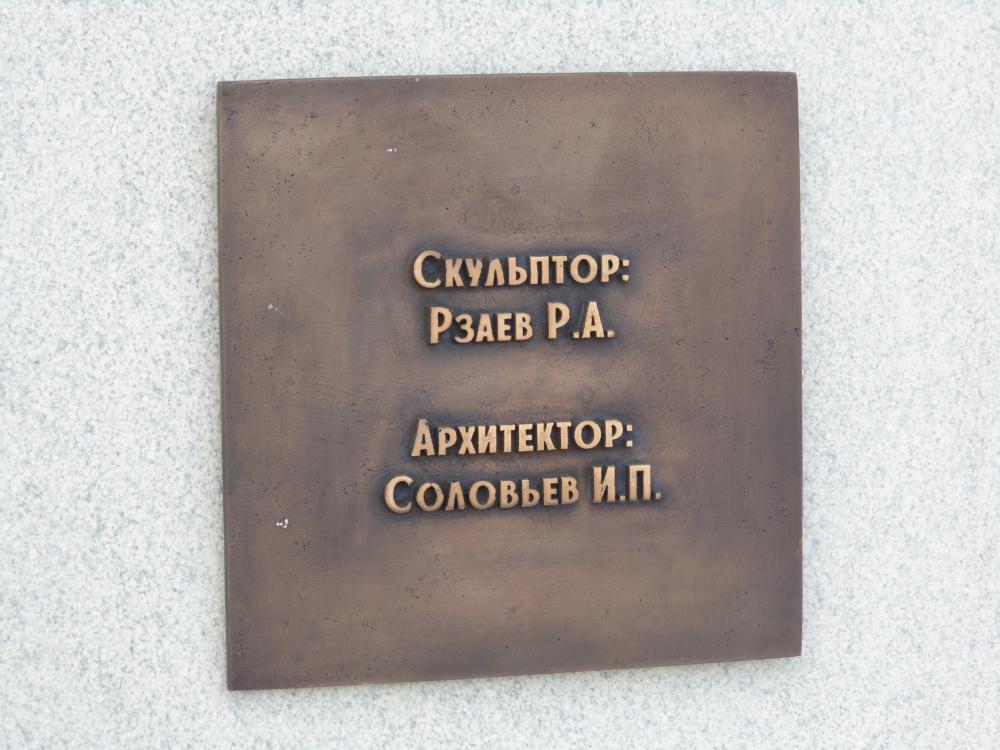 Скульптор:
Рзаев Р.А.
Архитектор:
Соловьев И.П.